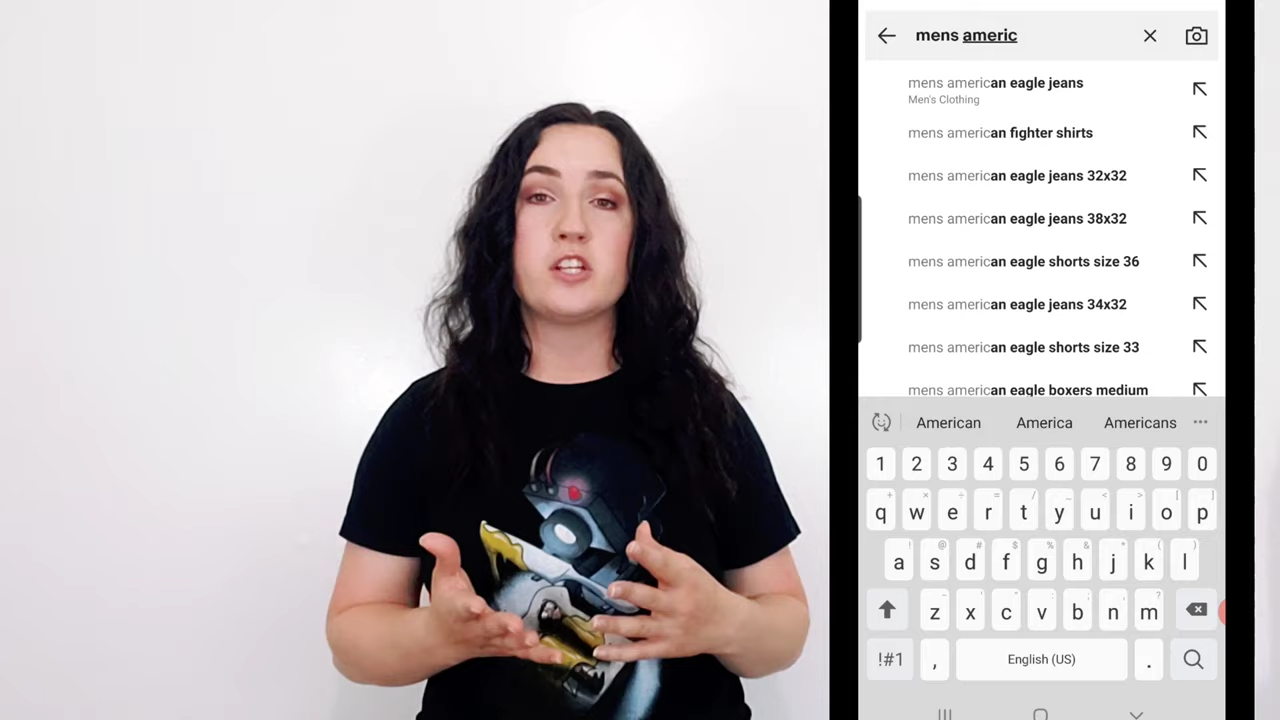 mens americ
mens american eagle jeans
Men's Clothing
mens american fighter shirts
mens american eagle jeans 32x32
mens american eagle jeans 38x32
mens american eagle shorts size 36
mens american eagle jeans 34x32
mens american eagle shorts size 33
mens american eagle boxers medium
American America Americans
1 2 3 4 5 6 7 8 9 0
q w e r t y u i o p
a s d f g h j k l
z x c v b n m
!#1 , English (US) .